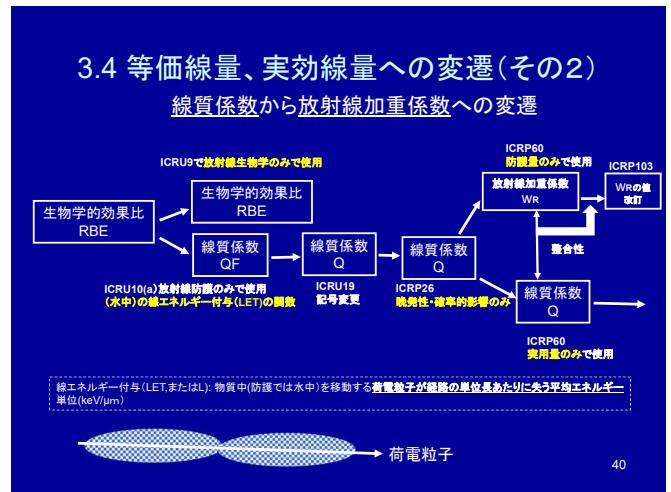 3.4 等価線量、実効線量への変遷（その２）
線質係数から放射線加重係数への変遷
ICRP60
防護量のみで使用
ICRU9で放射線生物学のみで使用
ICRP103
放射線加重係数
WR
WRの値
改訂
生物学的効果比
RBE
生物学的効果比
RBE
線質係数
QF
線質係数
Q
線質係数
Q
整合性
ICRU10(a)放射線防護のみで使用
（水中）の線エネルギー付与（LET)の関数
ICRU19
記号変更
ICRP26
晩発性・確率的影響のみ
線質係数
Q
ICRP60
実用量のみで使用
線エネルギー付与（LET,またはL): 物質中(防護では水中）を移動する荷電粒子が経路の単位長あたりに失う平均エネルギー
単位(keV/μm）
荷電粒子
40